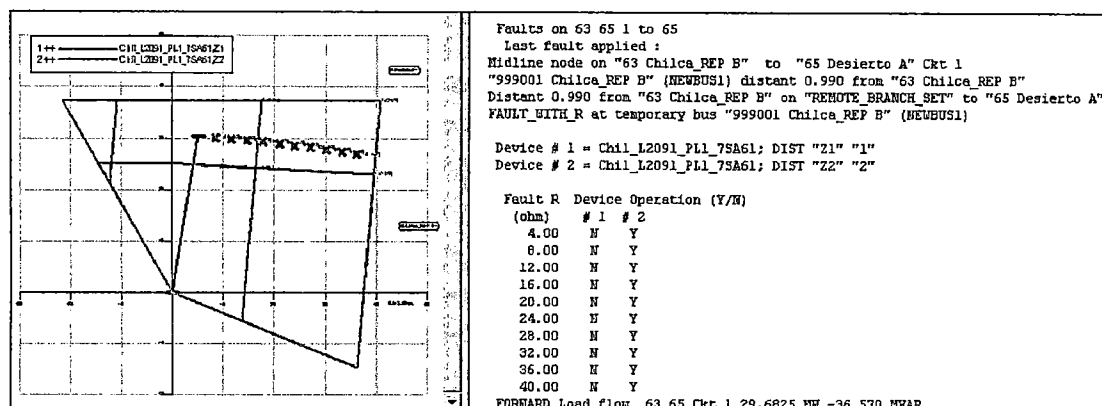 1++ Chil_L2091_PL1_7SA61Z1
2++ Chil_L2091_PL1_7SA61Z2
Faults on 63 65 1 to 65
Last fault applied :
Midline node on "63 Chilca_REP B" to "65 Desierto A" Ckt 1
"999001 Chilca_REP B" (NEWBUS1) distant 0.990 from "63 Chilca_REP B"
Distant 0.990 from "63 Chilca_REP B" on "REMOTE_BRANCH_SET" to "65 Desierto A"
FAULT_WITH_R at temporary bus "999001 Chilca_REP B" (NEWBUS1)
Device # 1 = Chil_L2091_PL1_7SA61; DIST "Z1" "1"
Device # 2 = Chil_L2091_PL1_7SA61; DIST "Z2" "2"
Fault R Device Operation (Y/N)
(ohm) # 1 # 2
4.00 N Y
8.00 N Y
12.00 N Y
16.00 N Y
20.00 N Y
24.00 N Y
28.00 N Y
32.00 N Y
36.00 N Y
40.00 N Y
FORWARD Load flow 63 65 Ckt 1 29.6825 MW -36.570 MVAR